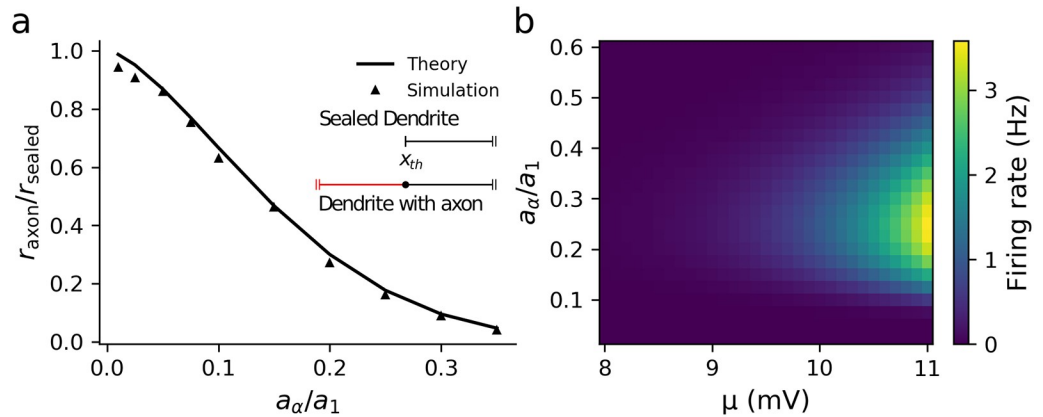 a
1.0
0.8
0.6
0.4
0.2
0.0
r_axon/r_sealed
0.0 0.1 0.2 0.3
a_α/a_1
Theory
Simulation
Sealed Dendrite
x_th
Dendrite with axon
b
0.6
0.5
0.4
0.3
0.2
0.1
a_α/a_1
8 9 10 11
μ (mV)
3
2
1
0
Firing rate (Hz)